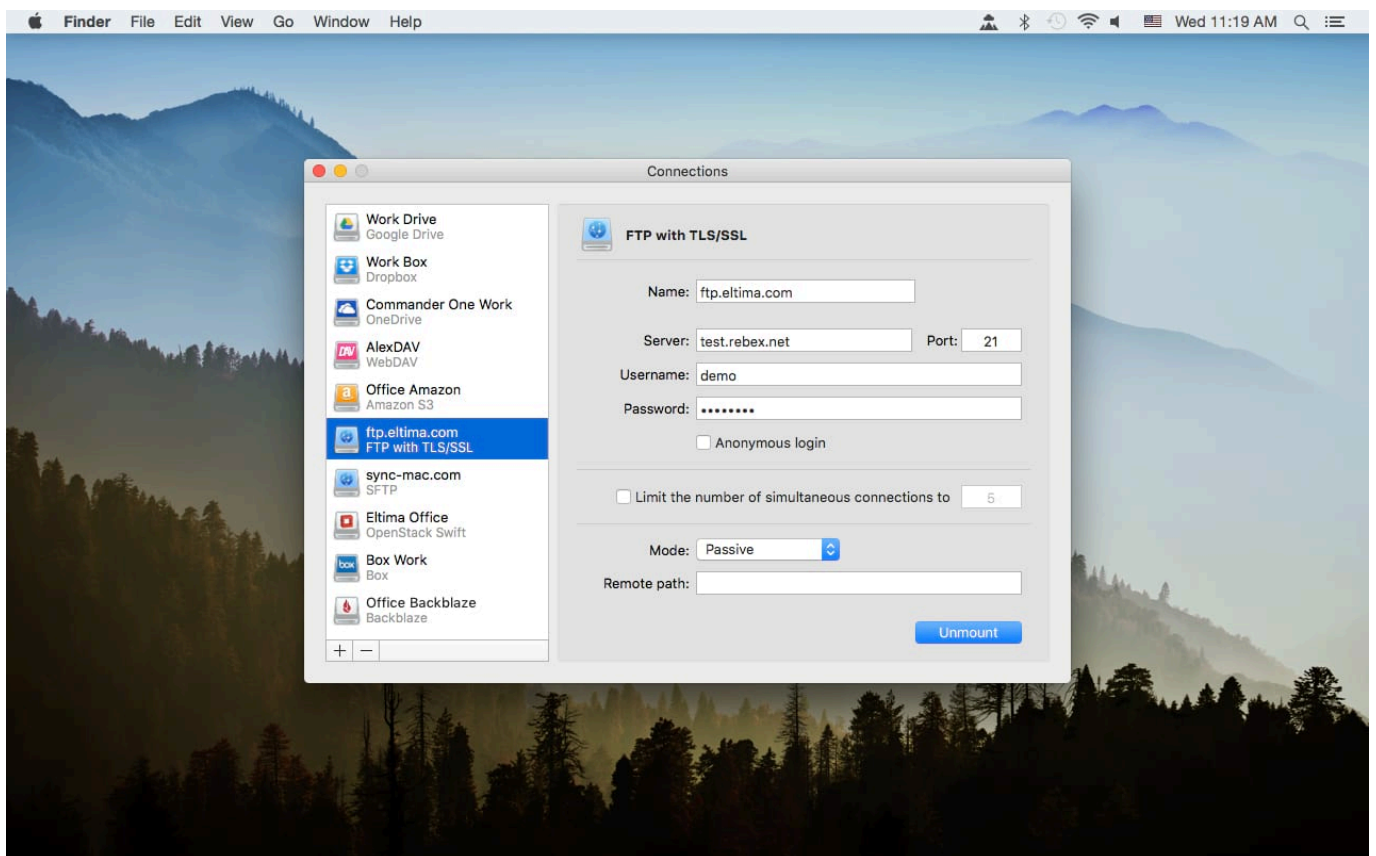 Finder File Edit View Go Window Help Wed 11:19 AM
Connections
Work Drive
Google Drive
Work Box
Dropbox
Commander One Work
OneDrive
DAV
AlexDAV
WebDAV
a
Office Amazon
Amazon S3
ftp.eltima.com
FTP with TLS/SSL
sync-mac.com
SFTP
Eltima Office
OpenStack Swift
box
Box Work
Box
Office Backblaze
Backblaze
+ −
FTP with TLS/SSL
Name: ftp.eltima.com
Server: test.rebex.net Port: 21
Username: demo
Password: ••••••••
Anonymous login
Limit the number of simultaneous connections to 5
Mode: Passive
Remote path:
Unmount